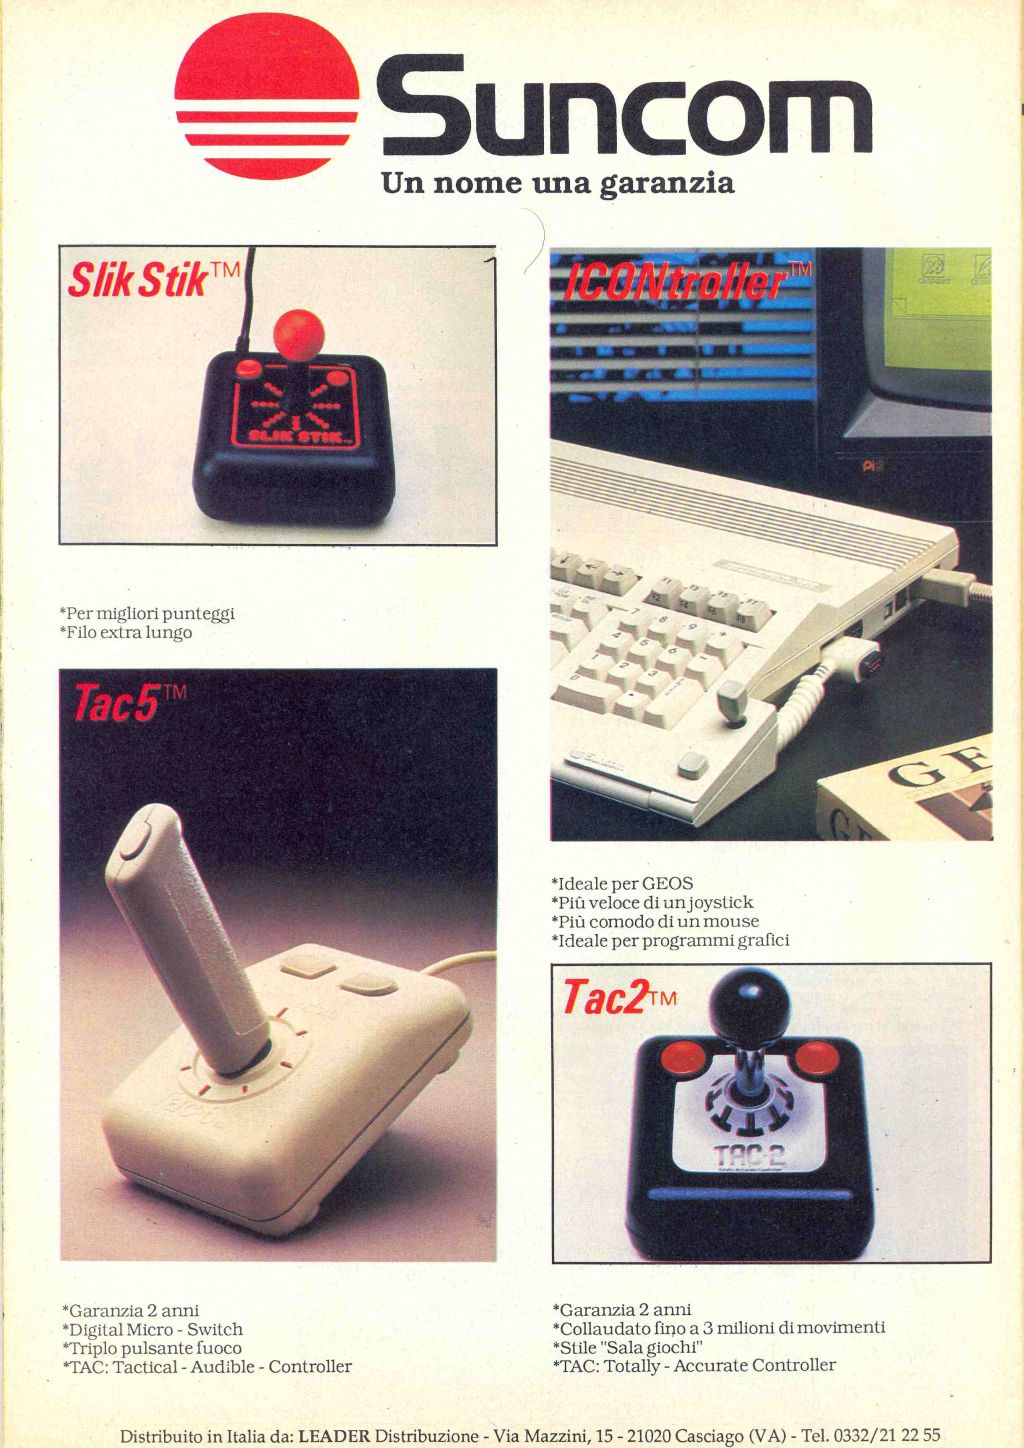 Suncom
Un nome una garanzia
Slik Stik™
SLIK STIK
*Per migliori punteggi
*Filo extra lungo
Tac5™
*Garanzia 2 anni
*Digital Micro - Switch
*Triplo pulsante fuoco
*TAC: Tactical - Audible - Controller
ICONtroller™
GE
GE
*Ideale per GEOS
*Più veloce di un joystick
*Più comodo di un mouse
*Ideale per programmi grafici
Tac2™
TAC-2
*Garanzia 2 anni
*Collaudato fino a 3 milioni di movimenti
*Stile "Sala giochi"
*TAC: Totally - Accurate Controller
Distribuito in Italia da: LEADER Distribuzione - Via Mazzini, 15 - 21020 Casciago (VA) - Tel. 0332/21 22 55